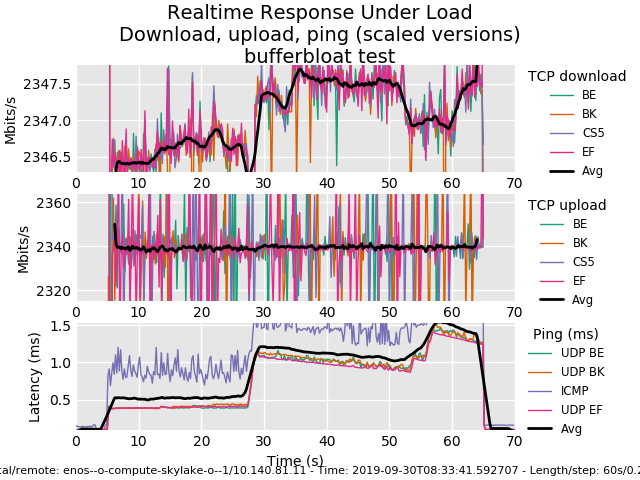 Realtime Response Under Load
Download, upload, ping (scaled versions)
bufferbloat test
TCP download
BE
BK
CS5
EF
Avg
Mbits/s
2347.5
2347.0
2346.5
0 10 20 30 40 50 60 70
TCP upload
BE
BK
CS5
EF
Avg
Mbits/s
2360
2340
2320
0 10 20 30 40 50 60 70
Ping (ms)
UDP BE
UDP BK
ICMP
UDP EF
Avg
Latency (ms)
1.5
1.0
0.5
0 10 20 30 40 50 60 70
Time (s)
cal/remote: enos--o-compute-skylake-o--1/10.140.81.11 - Time: 2019-09-30T08:33:41.592707 - Length/step: 60s/0.2